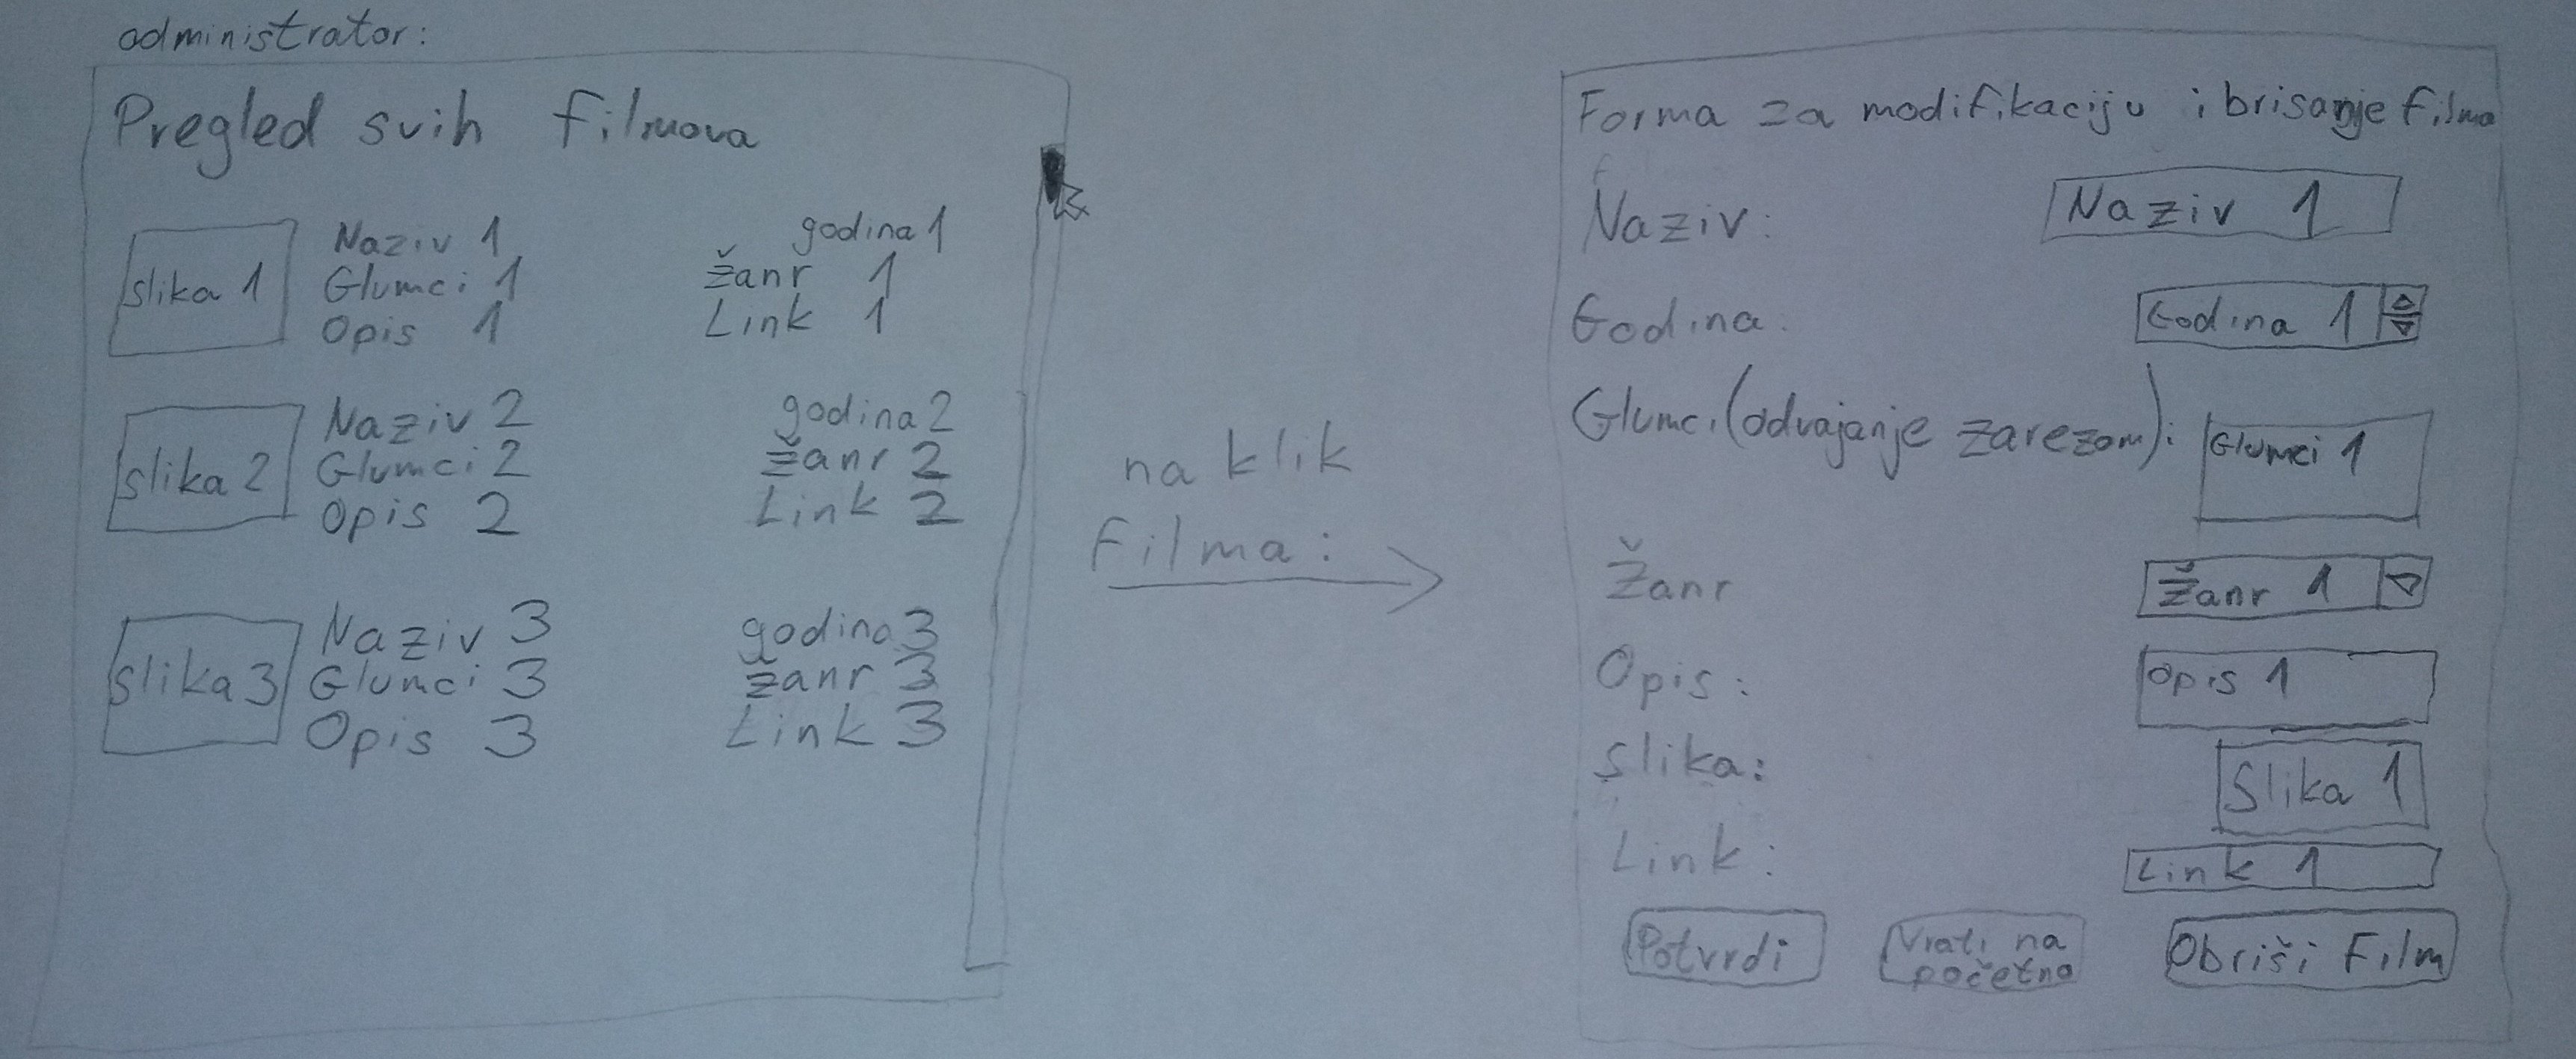 administrator:
Pregled svih filmova
slika 1
Naziv 1
Glumci 1
Opis 1
godina 1
žanr 1
Link 1
slika 2
Naziv 2
Glumci 2
Opis 2
godina 2
žanr 2
Link 2
slika 3
Naziv 3
Glumci 3
Opis 3
godina 3
žanr 3
Link 3
na klik
filma:
Forma za modifikaciju i brisanje filma
Naziv: Naziv 1
Godina: Godina 1
Glumci (odvajanje zarezom): Glumci 1
Žanr Žanr 1
Opis: Opis 1
Slika: Slika 1
Link: Link 1
Potvrdi
Vrati na
početno
Obriši film